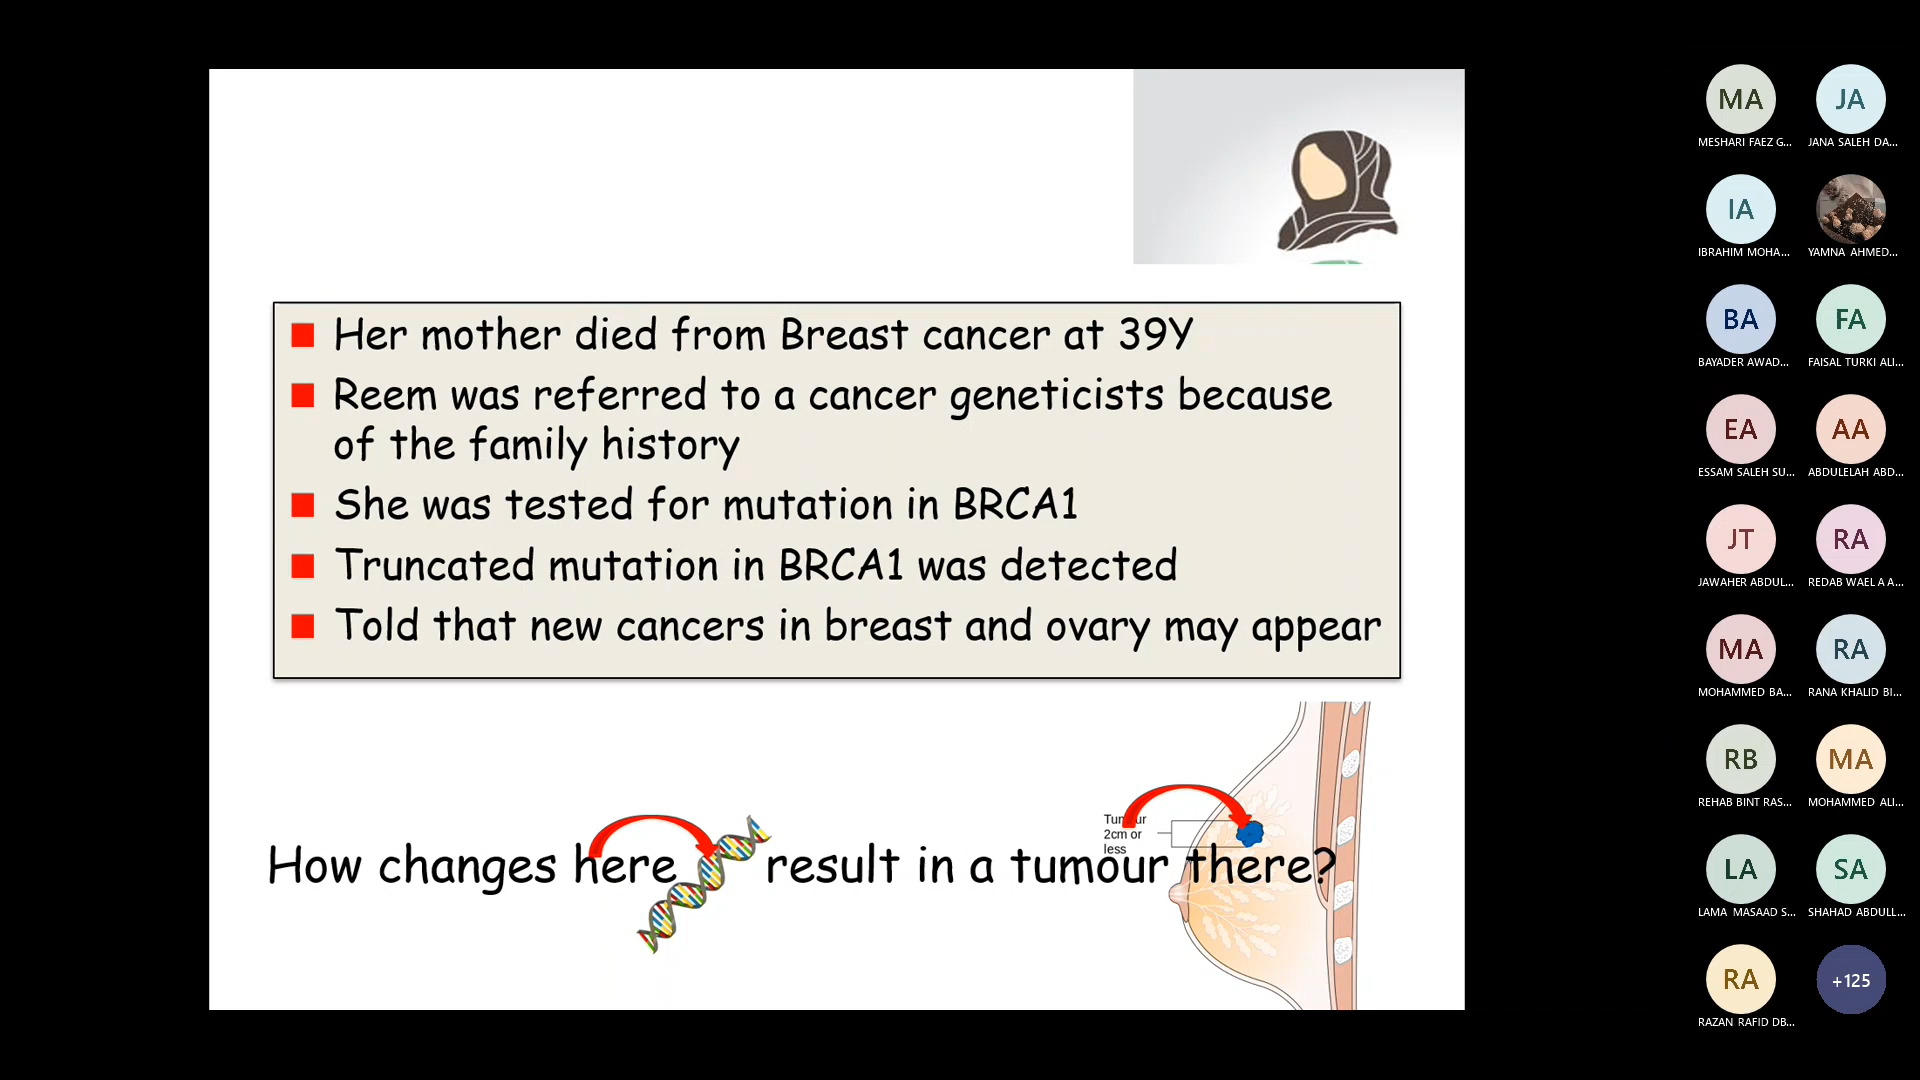 Her mother died from Breast cancer at 39Y
Reem was referred to a cancer geneticists because
of the family history
She was tested for mutation in BRCA1
Truncated mutation in BRCA1 was detected
Told that new cancers in breast and ovary may appear
Tumour
2cm or
less
How changes here result in a tumour there?
MA
JA
MESHARI FAEZ G...
JANA SALEH DA...
IA
IBRAHIM MOHA...
YAMNA AHMED...
BA
FA
BAYADER AWAD...
FAISAL TURKI ALI...
EA
AA
ESSAM SALEH SU...
ABDULELAH ABD...
JT
RA
JAWAHER ABDUL...
REDAB WAEL A A...
MA
RA
MOHAMMED BA...
RANA KHALID BI...
RB
MA
REHAB BINT RAS...
MOHAMMED ALI...
LA
SA
LAMA MASAAD S...
SHAHAD ABDULL...
RA
+125
RAZAN RAFID DB...